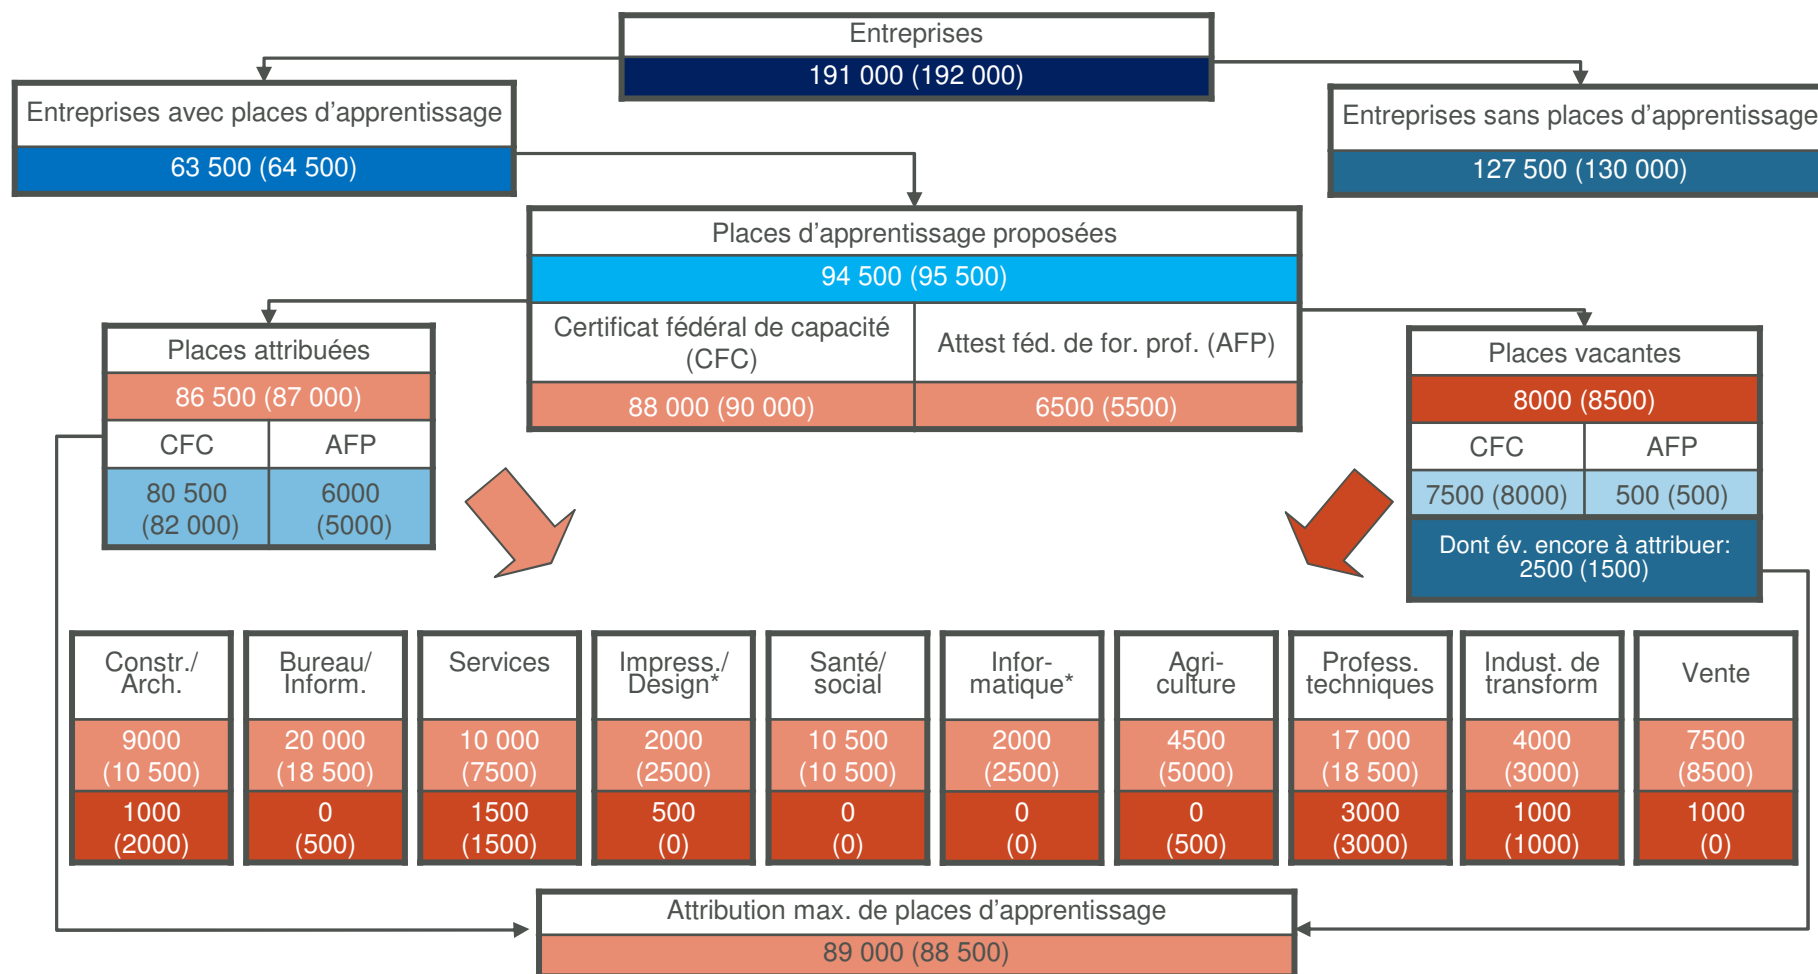 Entreprises
191 000 (192 000)
Entreprises avec places d’apprentissage
63 500 (64 500)
Entreprises sans places d’apprentissage
127 500 (130 000)
Places d’apprentissage proposées
94 500 (95 500)
Certificat fédéral de capacité
(CFC)
Attest féd. de for. prof. (AFP)
88 000 (90 000)
6500 (5500)
Places attribuées
86 500 (87 000)
CFC
AFP
80 500
(82 000)
6000
(5000)
Places vacantes
8000 (8500)
CFC
AFP
7500 (8000)
500 (500)
Dont év. encore à attribuer:
2500 (1500)
Constr./
Arch.
9000
(10 500)
1000
(2000)
Bureau/
Inform.
20 000
(18 500)
0
(500)
Services
10 000
(7500)
1500
(1500)
Impress./
Design*
2000
(2500)
500
(0)
Santé/
social
10 500
(10 500)
0
(0)
Infor-
matique*
2000
(2500)
0
(0)
Agri-
culture
4500
(5000)
0
(500)
Profess.
techniques
17 000
(18 500)
3000
(3000)
Indust. de
transform
4000
(3000)
1000
(1000)
Vente
7500
(8500)
1000
(0)
Attribution max. de places d’apprentissage
89 000 (88 500)